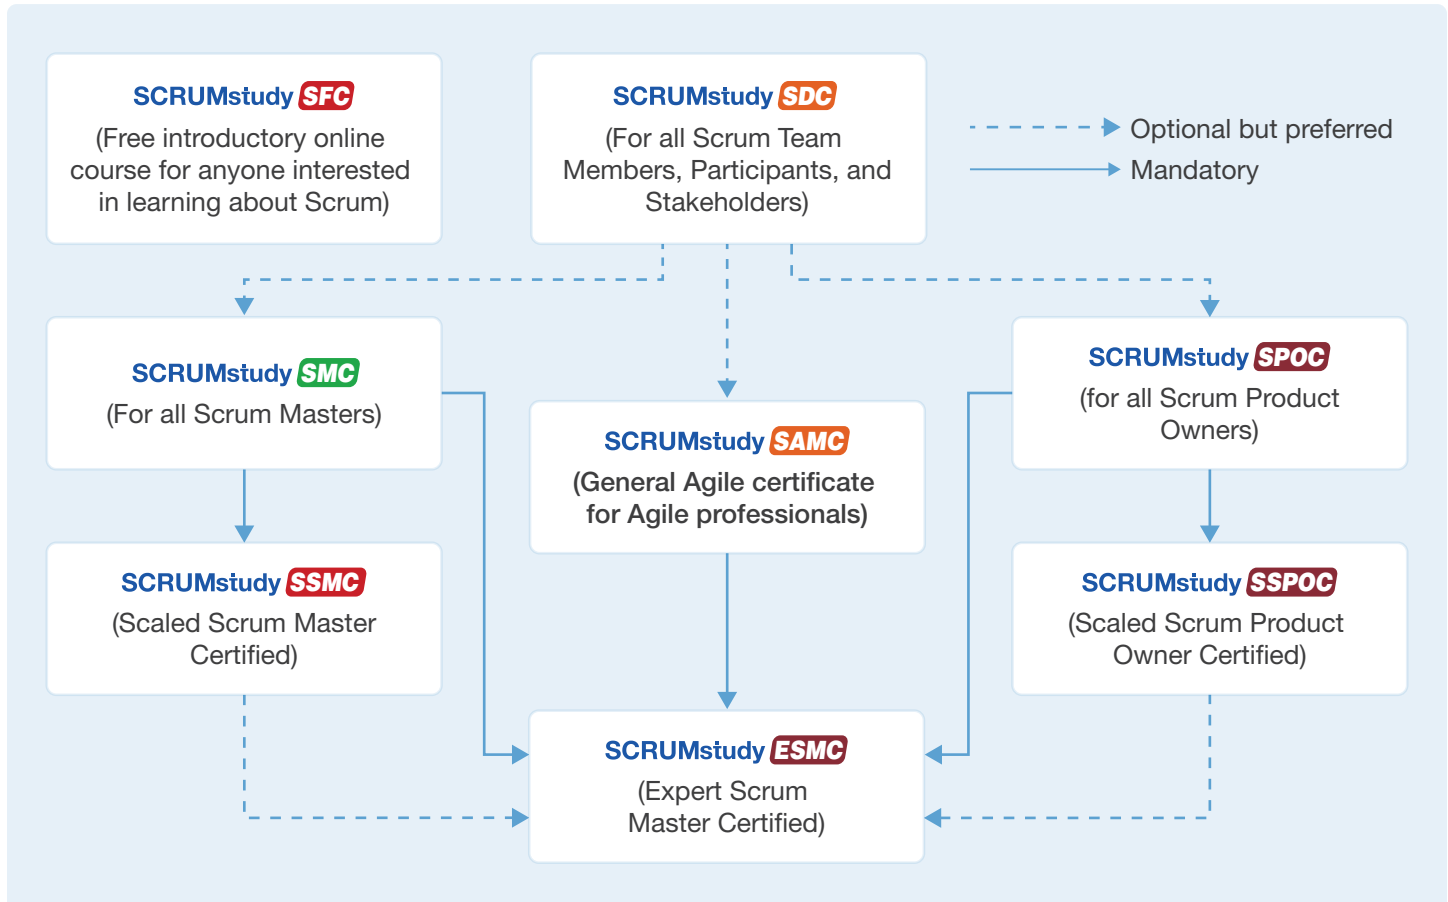 SCRUMstudy SFC
(Free introductory online
course for anyone interested
in learning about Scrum)
SCRUMstudy SDC
(For all Scrum Team
Members, Participants, and
Stakeholders)
Optional but preferred
Mandatory
SCRUMstudy SMC
(For all Scrum Masters)
SCRUMstudy SAMC
(General Agile certificate
for Agile professionals)
SCRUMstudy SPOC
(for all Scrum Product
Owners)
SCRUMstudy SSMC
(Scaled Scrum Master
Certified)
SCRUMstudy SSPOC
(Scaled Scrum Product
Owner Certified)
SCRUMstudy ESMC
(Expert Scrum
Master Certified)